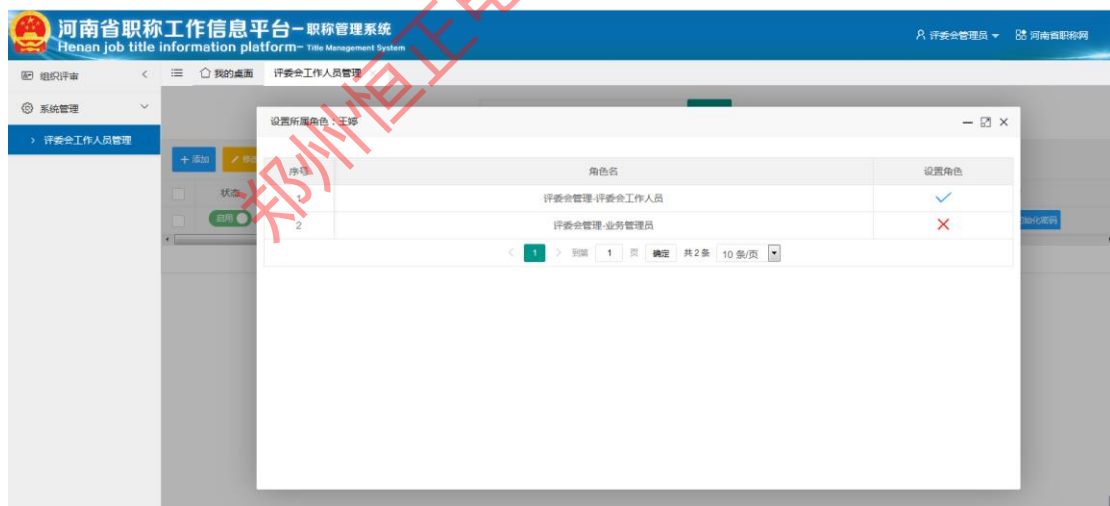 河南省职称工作信息平台-职称管理系统
Henan job title information platform- Title Management System
评委会管理员
河南省职称网
组织评审
我的桌面
评委会工作人员管理
系统管理
评委会工作人员管理
设置所属角色：王婷
+添加
序号 角色名 设置角色
状态
1 评委会管理-评委会工作人员
启用
2 评委会管理-业务管理员
1 到第 1 页 确定 共2条 10 条/页
郑州恒正